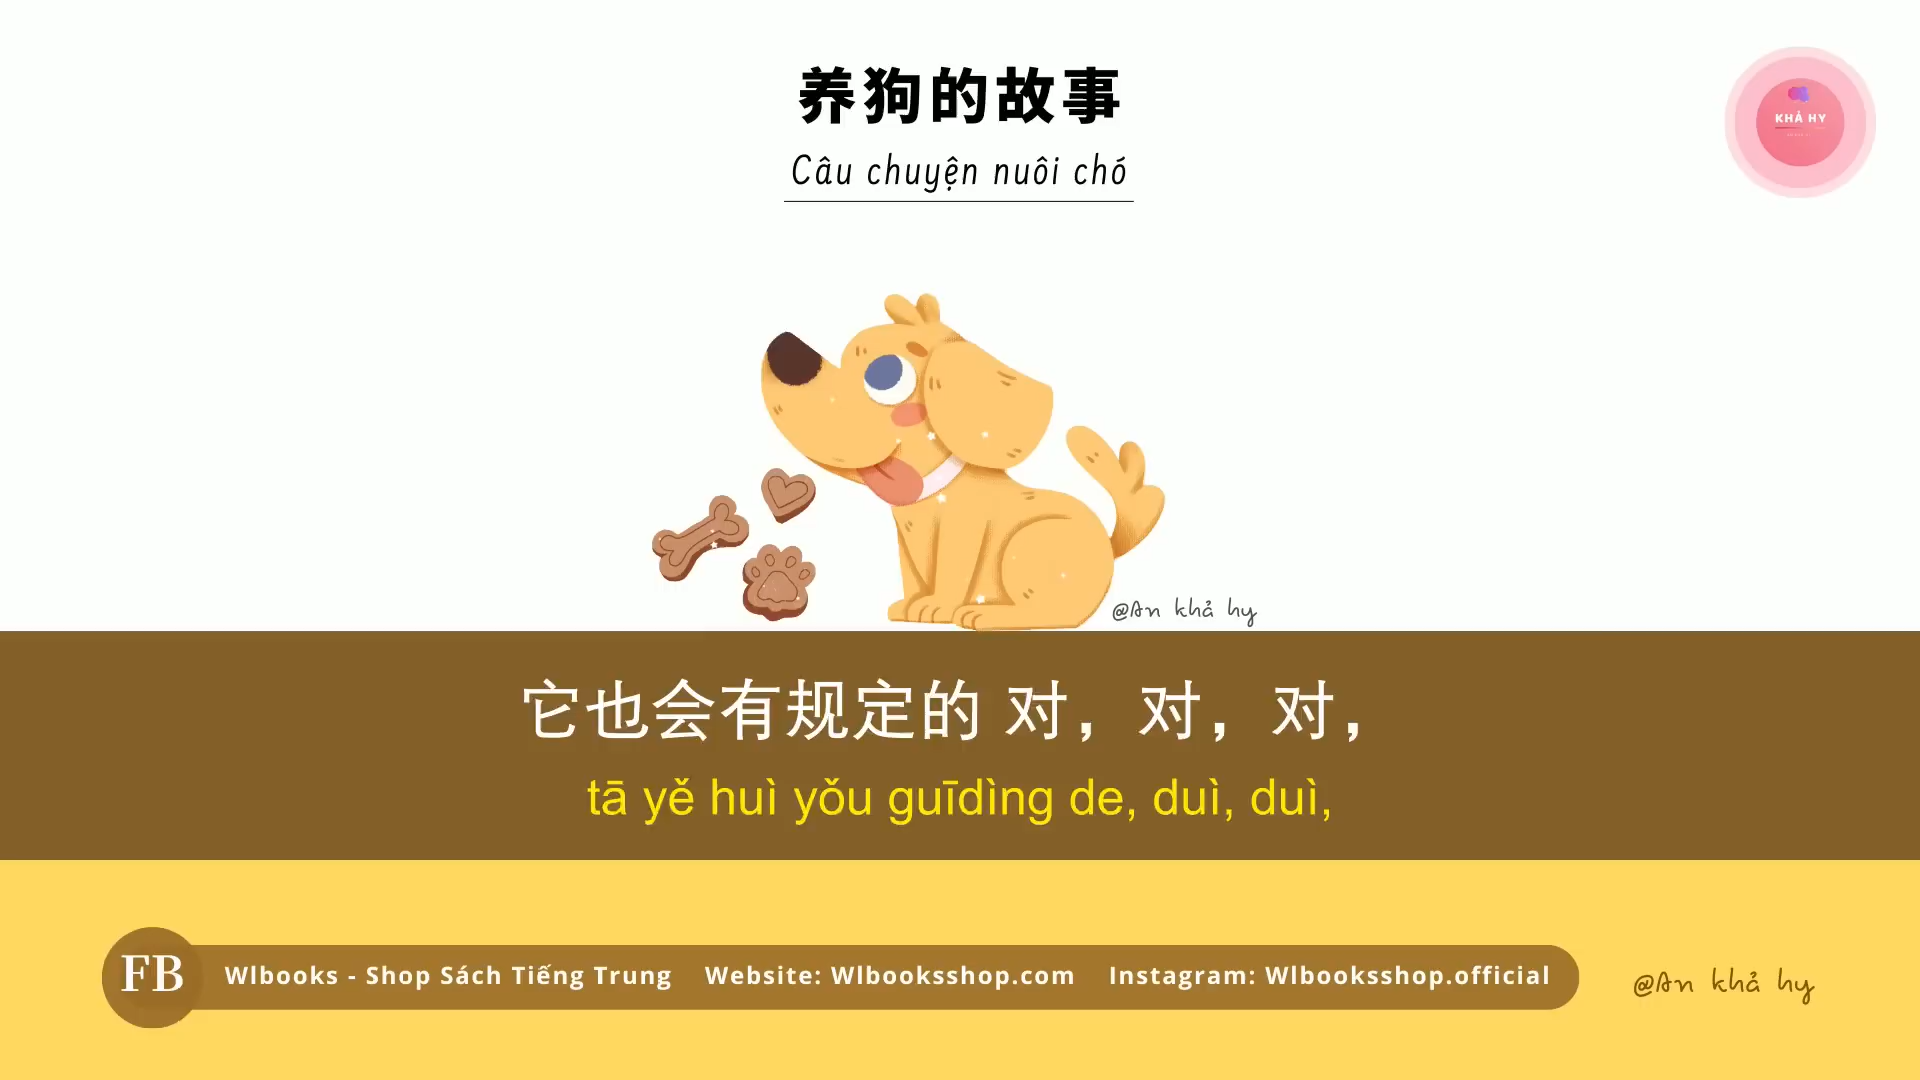 养狗的故事
Câu chuyện nuôi chó
KHẢ HY
@An khả hy
它也会有规定的 对，对，对，
tā yě huì yǒu guīdìng de, duì, duì,
FB
Wlbooks - Shop Sách Tiếng Trung Website: Wlbooksshop.com Instagram: Wlbooksshop.official
@An khả hy